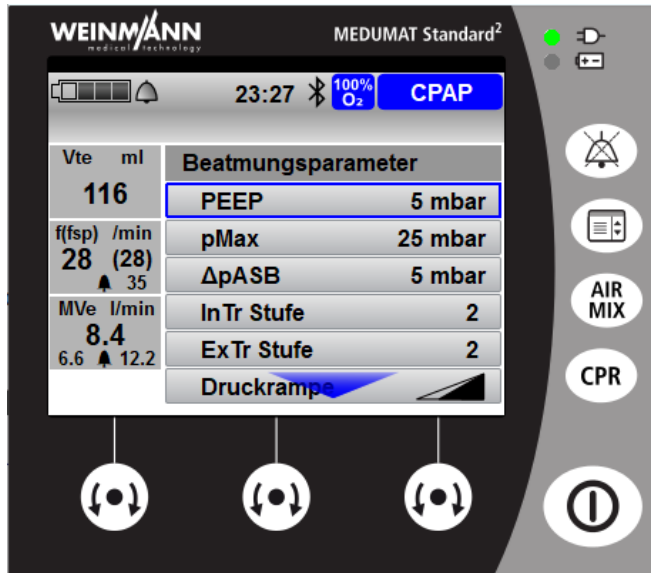 WEINMANN
medical technology
MEDUMAT Standard²
23:27
100%
O₂
CPAP
Vte ml
116
f(fsp) /min
28 (28)
35
MVe l/min
8.4
6.6 12.2
Beatmungsparameter
PEEP 5 mbar
pMax 25 mbar
ΔpASB 5 mbar
InTr Stufe 2
ExTr Stufe 2
Druckrampe
AIR
MIX
CPR